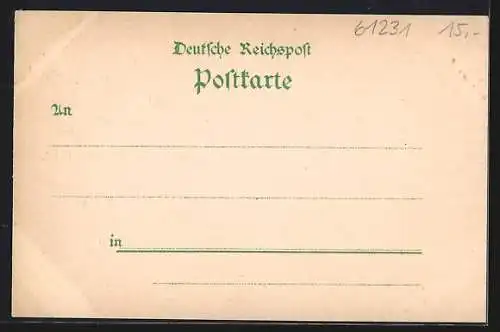 61231 15,-
Deutsche Reichspost
Postkarte
An
in